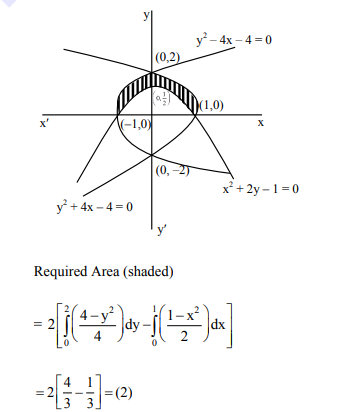 y
y² – 4x – 4 = 0
(0,2)
(0,1/2)
(1,0)
x'
(–1,0)
x
(0, –2)
x² + 2y – 1 = 0
y² + 4x – 4 = 0
y'
Required Area (shaded)
= 2[∫₀²((4 – y²)/4)dy – ∫₀¹((1 – x²)/2)dx]
= 2[4/3 – 1/3] = (2)